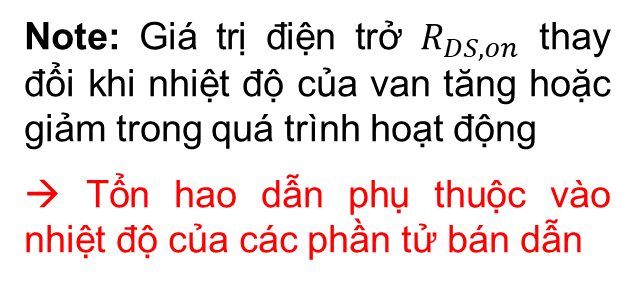 Note: Giá trị điện trở R_{DS,on} thay
đổi khi nhiệt độ của van tăng hoặc
giảm trong quá trình hoạt động
→ Tổn hao dẫn phụ thuộc vào
nhiệt độ của các phần tử bán dẫn